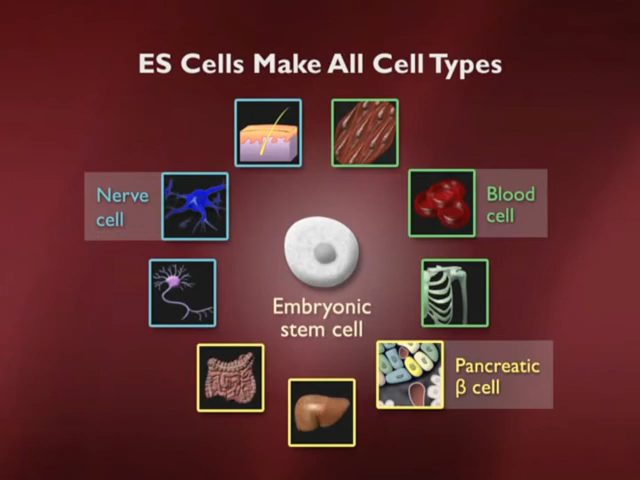 ES Cells Make All Cell Types
Nerve
cell
Blood
cell
Embryonic
stem cell
Pancreatic
β cell